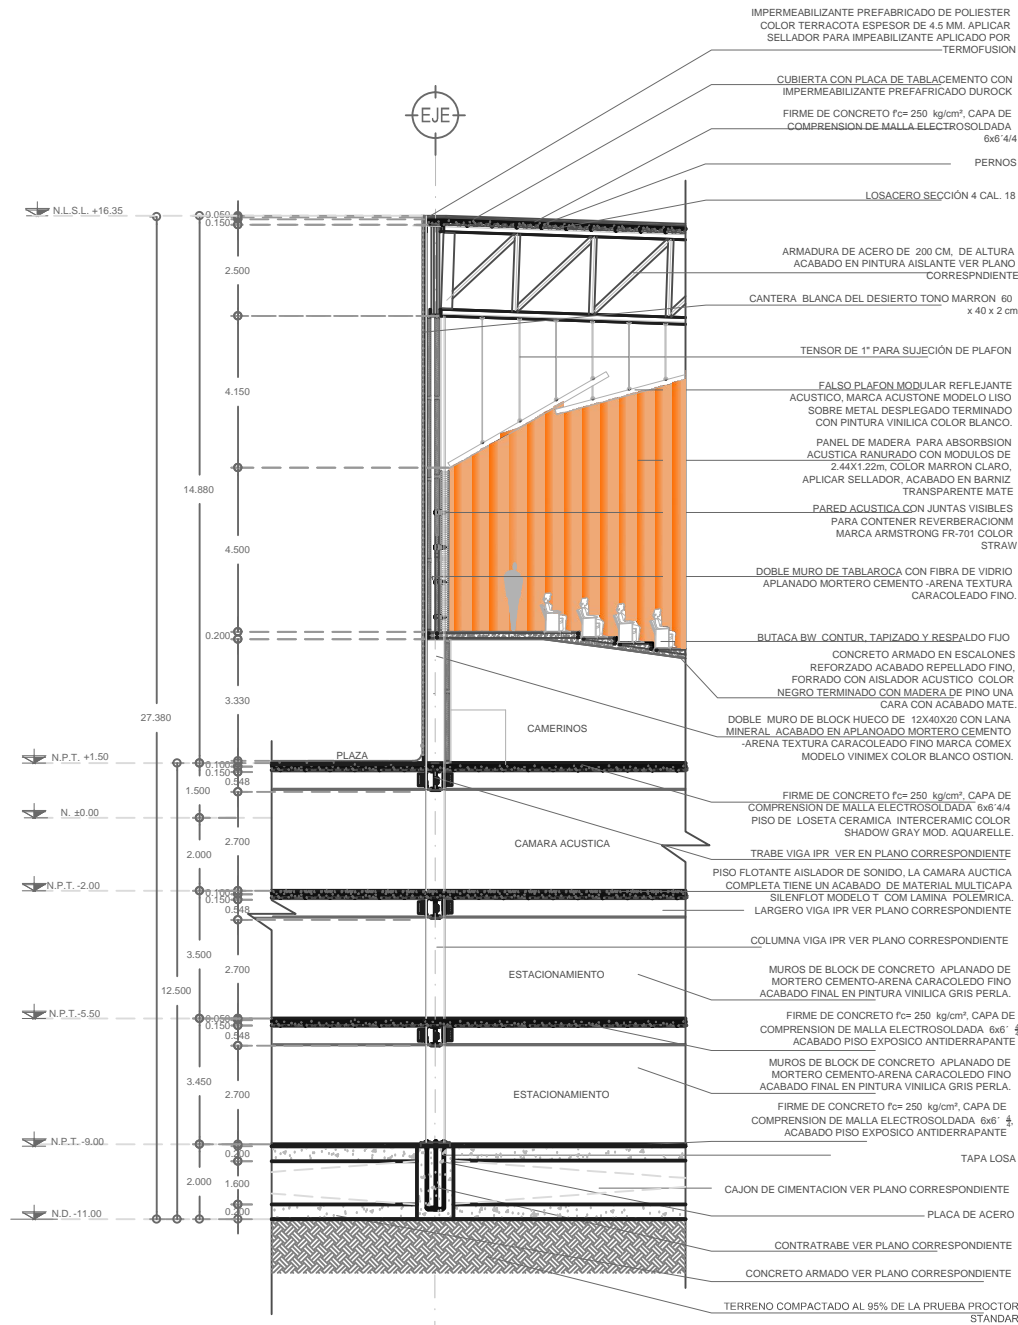 IMPERMEABILIZANTE PREFABRICADO DE POLIESTER
COLOR TERRACOTA ESPESOR DE 4.5 MM. APLICAR
SELLADOR PARA IMPEABILIZANTE APLICADO POR
TERMOFUSION
CUBIERTA CON PLACA DE TABLACEMENTO CON
IMPERMEABILIZANTE PREFAFRICADO DUROCK
EJE
FIRME DE CONCRETO f'c= 250 kg/cm², CAPA DE
COMPRENSION DE MALLA ELECTROSOLDADA
6x6´4/4
PERNOS
LOSACERO SECCIÓN 4 CAL. 18
N.L.S.L. +16.35
0.050
0.150
2.500
ARMADURA DE ACERO DE 200 CM, DE ALTURA
ACABADO EN PINTURA AISLANTE VER PLANO
CORRESPNDIENTE
CANTERA BLANCA DEL DESIERTO TONO MARRON 60
x 40 x 2 cm
TENSOR DE 1" PARA SUJECIÓN DE PLAFON
4.150
FALSO PLAFON MODULAR REFLEJANTE
ACUSTICO, MARCA ACUSTONE MODELO LISO
SOBRE METAL DESPLEGADO TERMINADO
CON PINTURA VINILICA COLOR BLANCO.
PANEL DE MADERA PARA ABSORBSION
ACUSTICA RANURADO CON MODULOS DE
2.44X1.22m, COLOR MARRON CLARO,
APLICAR SELLADOR, ACABADO EN BARNIZ
TRANSPARENTE MATE
14.880
PARED ACUSTICA CON JUNTAS VISIBLES
PARA CONTENER REVERBERACIONM
MARCA ARMSTRONG FR-701 COLOR
STRAW
4.500
DOBLE MURO DE TABLAROCA CON FIBRA DE VIDRIO
APLANADO MORTERO CEMENTO -ARENA TEXTURA
CARACOLEADO FINO.
0.200
BUTACA BW CONTUR, TAPIZADO Y RESPALDO FIJO
CONCRETO ARMADO EN ESCALONES
REFORZADO ACABADO REPELLADO FINO,
FORRADO CON AISLADOR ACUSTICO COLOR
NEGRO TERMINADO CON MADERA DE PINO UNA
CARA CON ACABADO MATE.
3.330
27.380
CAMERINOS
DOBLE MURO DE BLOCK HUECO DE 12X40X20 CON LANA
MINERAL ACABADO EN APLANOADO MORTERO CEMENTO
-ARENA TEXTURA CARACOLEADO FINO MARCA COMEX
MODELO VINIMEX COLOR BLANCO OSTION.
N.P.T. +1.50
PLAZA
0.100
0.150
0.548
1.500
FIRME DE CONCRETO f'c= 250 kg/cm², CAPA DE
COMPRENSION DE MALLA ELECTROSOLDADA 6x6´4/4
PISO DE LOSETA CERAMICA INTERCERAMIC COLOR
SHADOW GRAY MOD. AQUARELLE.
N. ±0.00
2.700
CAMARA ACUSTICA
2.000
TRABE VIGA IPR VER EN PLANO CORRESPONDIENTE
PISO FLOTANTE AISLADOR DE SONIDO, LA CAMARA AUCTICA
COMPLETA TIENE UN ACABADO DE MATERIAL MULTICAPA
SILENFLOT MODELO T COM LAMINA POLEMRICA.
N.P.T. -2.00
0.100
0.150
0.548
LARGERO VIGA IPR VER PLANO CORRESPONDIENTE
COLUMNA VIGA IPR VER PLANO CORRESPONDIENTE
3.500
2.700
12.500
ESTACIONAMIENTO
MUROS DE BLOCK DE CONCRETO APLANADO DE
MORTERO CEMENTO-ARENA CARACOLEDO FINO
ACABADO FINAL EN PINTURA VINILICA GRIS PERLA.
N.P.T.-5.50
0.050
0.150
0.548
FIRME DE CONCRETO f'c= 250 kg/cm², CAPA DE
COMPRENSION DE MALLA ELECTROSOLDADA 6x6´ 4/4
ACABADO PISO EXPOSICO ANTIDERRAPANTE
MUROS DE BLOCK DE CONCRETO APLANADO DE
MORTERO CEMENTO-ARENA CARACOLEDO FINO
ACABADO FINAL EN PINTURA VINILICA GRIS PERLA.
3.450
2.700
ESTACIONAMIENTO
FIRME DE CONCRETO f'c= 250 kg/cm², CAPA DE
COMPRENSION DE MALLA ELECTROSOLDADA 6x6´ 4/4,
ACABADO PISO EXPOSICO ANTIDERRAPANTE
N.P.T. -9.00
0.200
TAPA LOSA
2.000
1.600
CAJON DE CIMENTACION VER PLANO CORRESPONDIENTE
0.200
N.D. -11.00
PLACA DE ACERO
CONTRATRABE VER PLANO CORRESPONDIENTE
CONCRETO ARMADO VER PLANO CORRESPONDIENTE
TERRENO COMPACTADO AL 95% DE LA PRUEBA PROCTOR
STANDAR